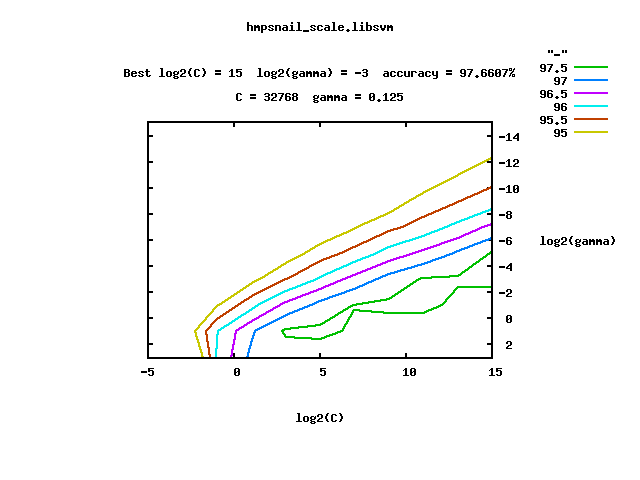 hmpsnail_scale.libsvm
"-"
Best log2(C) = 15  log2(gamma) = -3  accuracy = 97.6607%
C = 32768  gamma = 0.125
97.5
97
96.5
96
95.5
95
-14
-12
-10
-8
-6
log2(gamma)
-4
-2
0
2
-5 0 5 10 15
log2(C)